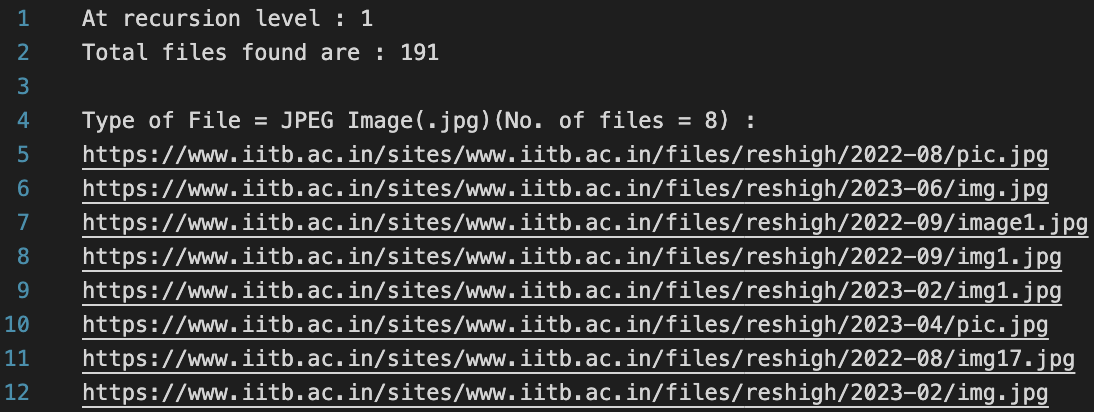 1 At recursion level : 1
2 Total files found are : 191
3
4 Type of File = JPEG Image(.jpg)(No. of files = 8) :
5 https://www.iitb.ac.in/sites/www.iitb.ac.in/files/reshigh/2022-08/pic.jpg
6 https://www.iitb.ac.in/sites/www.iitb.ac.in/files/reshigh/2023-06/img.jpg
7 https://www.iitb.ac.in/sites/www.iitb.ac.in/files/reshigh/2022-09/image1.jpg
8 https://www.iitb.ac.in/sites/www.iitb.ac.in/files/reshigh/2022-09/img1.jpg
9 https://www.iitb.ac.in/sites/www.iitb.ac.in/files/reshigh/2023-02/img1.jpg
10 https://www.iitb.ac.in/sites/www.iitb.ac.in/files/reshigh/2023-04/pic.jpg
11 https://www.iitb.ac.in/sites/www.iitb.ac.in/files/reshigh/2022-08/img17.jpg
12 https://www.iitb.ac.in/sites/www.iitb.ac.in/files/reshigh/2023-02/img.jpg